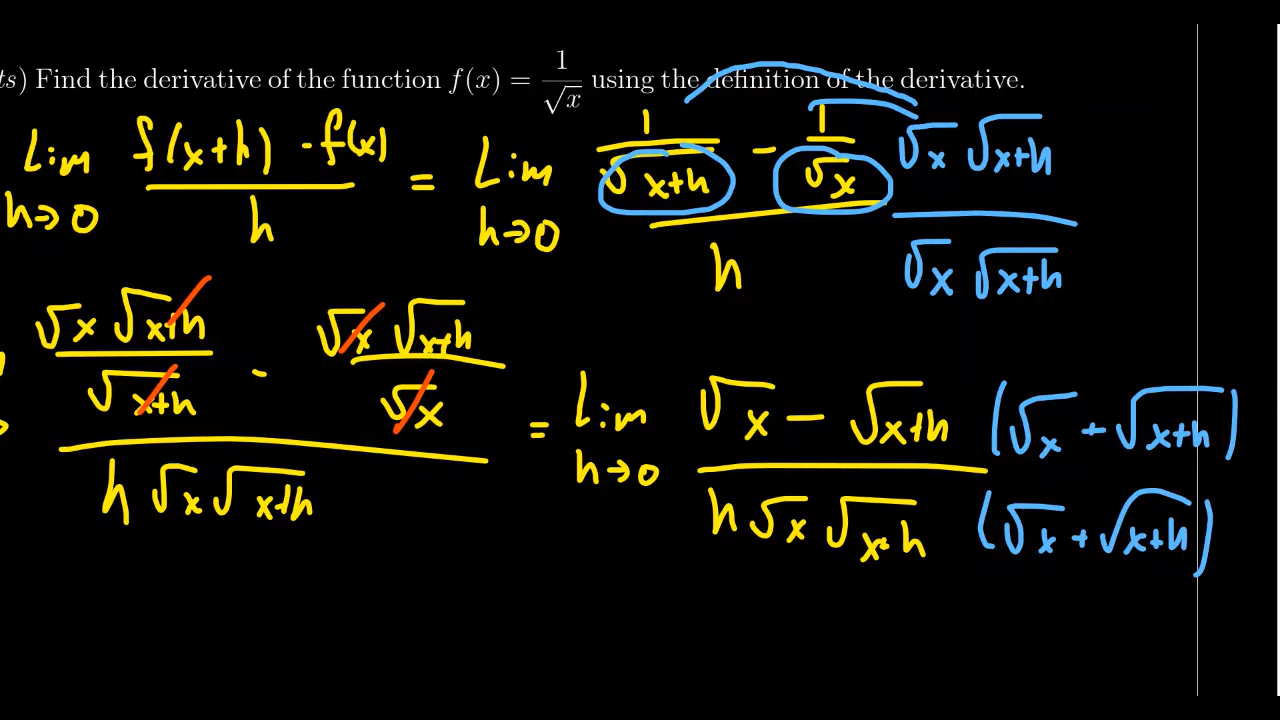 ts) Find the derivative of the function f(x) = 1/√x using the definition of the derivative.
Lim h→0 (f(x+h) - f(x))/h = Lim h→0 (1/√(x+h) - 1/√x)/h · (√x √(x+h))/(√x √(x+h))
((√x √(x+h))/√(x+h) - (√x √(x+h))/√x)/(h √x √(x+h)) = Lim h→0 (√x - √(x+h))/(h √x √(x+h)) (√x + √(x+h))/(√x + √(x+h))